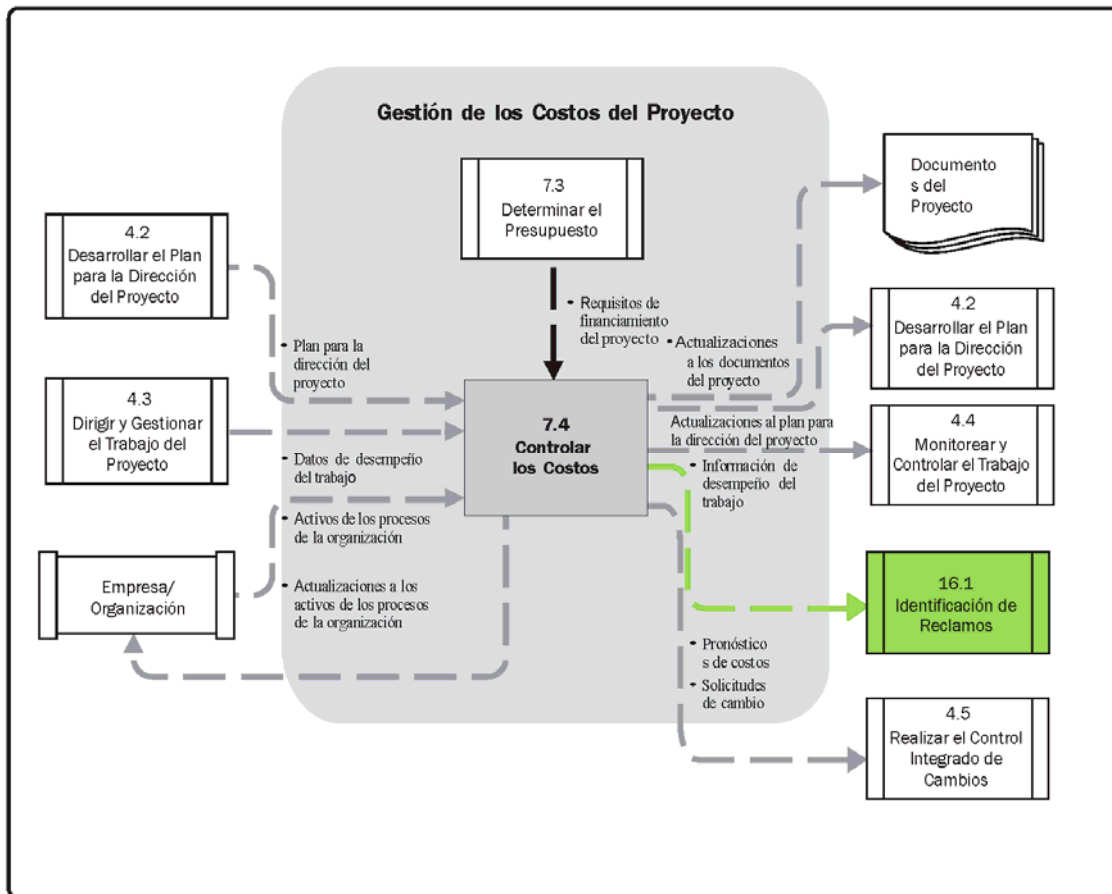 Gestión de los Costos del Proyecto
7.3
Determinar el
Presupuesto
Documento
s del
Proyecto
4.2
Desarrollar el Plan
para la Dirección
del Proyecto
• Requisitos de
financiamiento
del proyecto
• Plan para la
dirección del
proyecto
• Actualizaciones
a los documentos
del proyecto
4.2
Desarrollar el Plan
para la Dirección
del Proyecto
4.3
Dirigir y Gestionar
el Trabajo del
Proyecto
7.4
Controlar
los Costos
Actualizaciones al plan para
la dirección del proyecto
4.4
Monitorear y
Controlar el Trabajo
del Proyecto
• Datos de desempeño
del trabajo
• Información de
desempeño del
trabajo
• Activos de los procesos
de la organización
Empresa/
Organización
• Actualizaciones a los
activos de los procesos
de la organización
16.1
Identificación de
Reclamos
• Pronóstico
s de costos
• Solicitudes
de cambio
4.5
Realizar el Control
Integrado de
Cambios